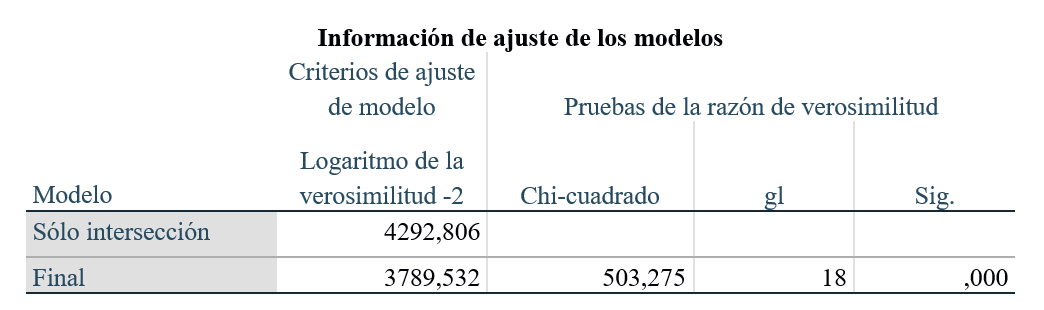 Información de ajuste de los modelos
Criterios de ajuste
de modelo
Pruebas de la razón de verosimilitud
Modelo
Logaritmo de la
verosimilitud -2
Chi-cuadrado
gl
Sig.
Sólo intersección 4292,806
Final 3789,532 503,275 18 ,000